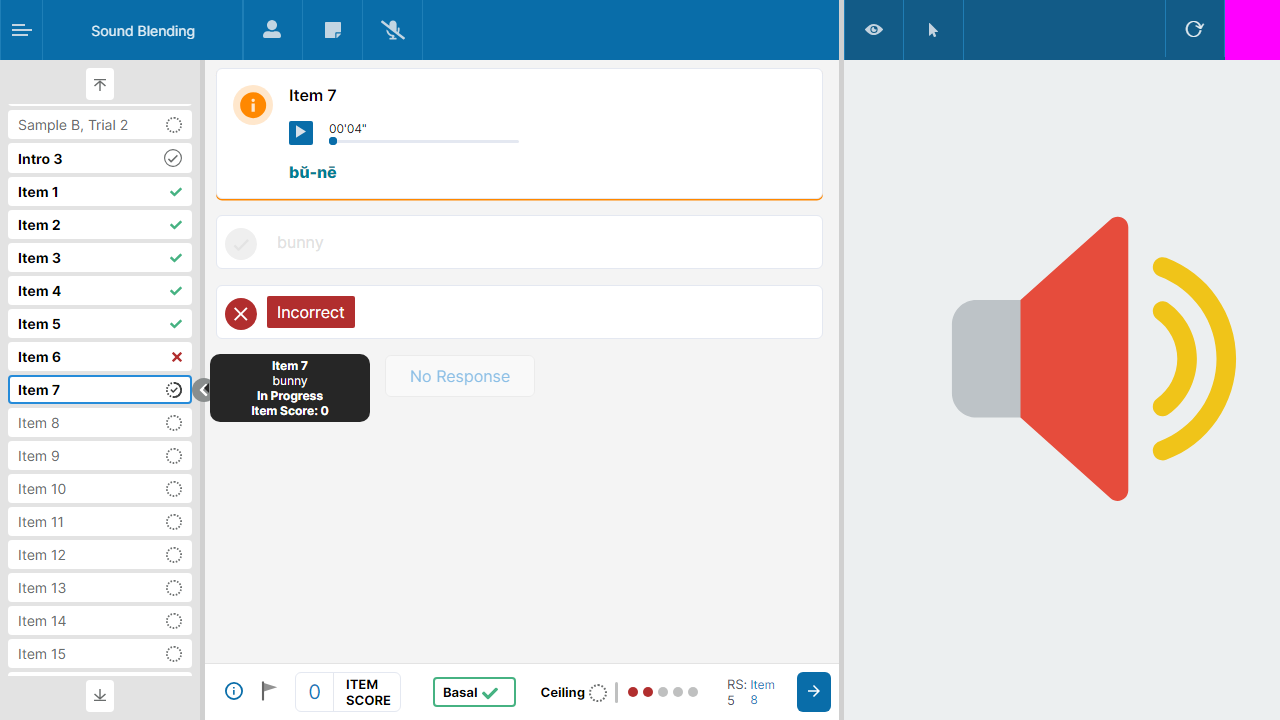 Sound Blending
Sample B, Trial 2
Intro 3
Item 1
Item 2
Item 3
Item 4
Item 5
Item 6
Item 7
Item 8
Item 9
Item 10
Item 11
Item 12
Item 13
Item 14
Item 15
Item 7
00'04"
bŭ-nē
bunny
Incorrect
Item 7
bunny
In Progress
Item Score: 0
No Response
0
ITEM
SCORE
Basal
Ceiling
RS: Item
5 8